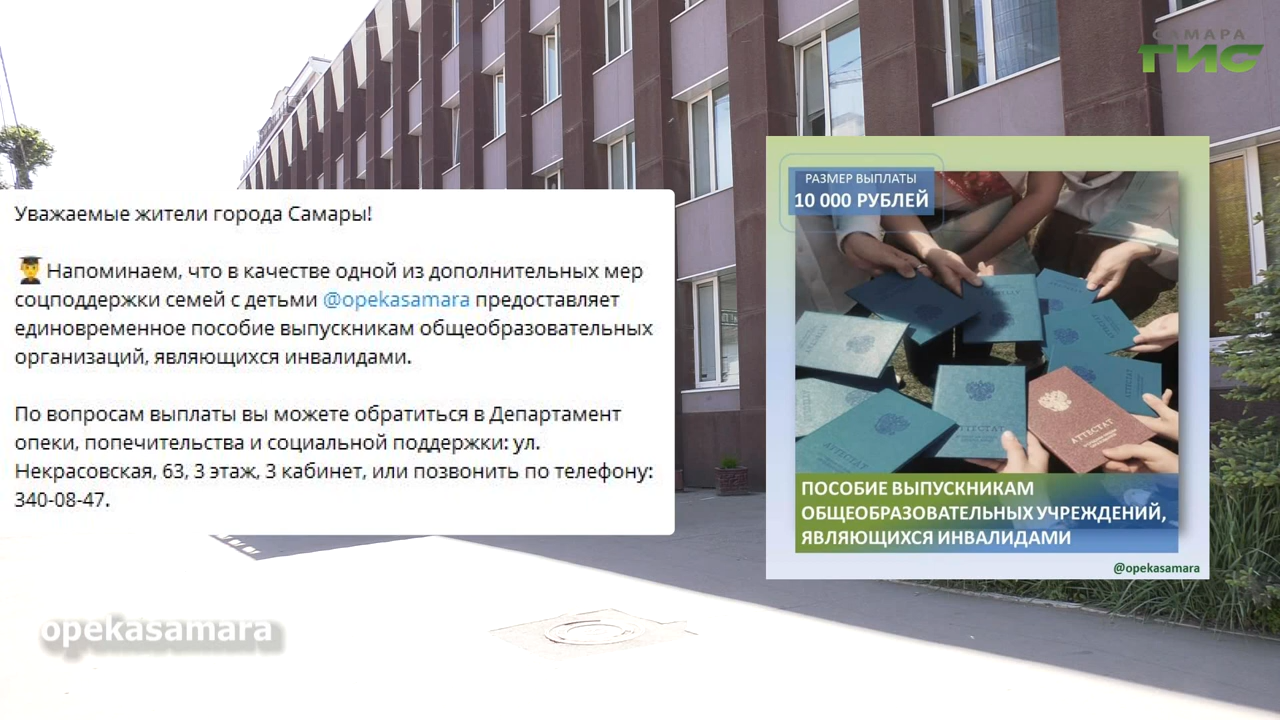 САМАРА
ГИС
Уважаемые жители города Самары!
Напоминаем, что в качестве одной из дополнительных мер
соцподдержки семей с детьми @opekasamara предоставляет
единовременное пособие выпускникам общеобразовательных
организаций, являющихся инвалидами.
По вопросам выплаты вы можете обратиться в Департамент
опеки, попечительства и социальной поддержки: ул.
Некрасовская, 63, 3 этаж, 3 кабинет, или позвонить по телефону:
340-08-47.
РАЗМЕР ВЫПЛАТЫ
10 000 РУБЛЕЙ
АТТЕСТАТ
АТТЕСТАТ
ПОСОБИЕ ВЫПУСКНИКАМ
ОБЩЕОБРАЗОВАТЕЛЬНЫХ УЧРЕЖДЕНИЙ,
ЯВЛЯЮЩИХСЯ ИНВАЛИДАМИ
@opekasamara
opekasamara